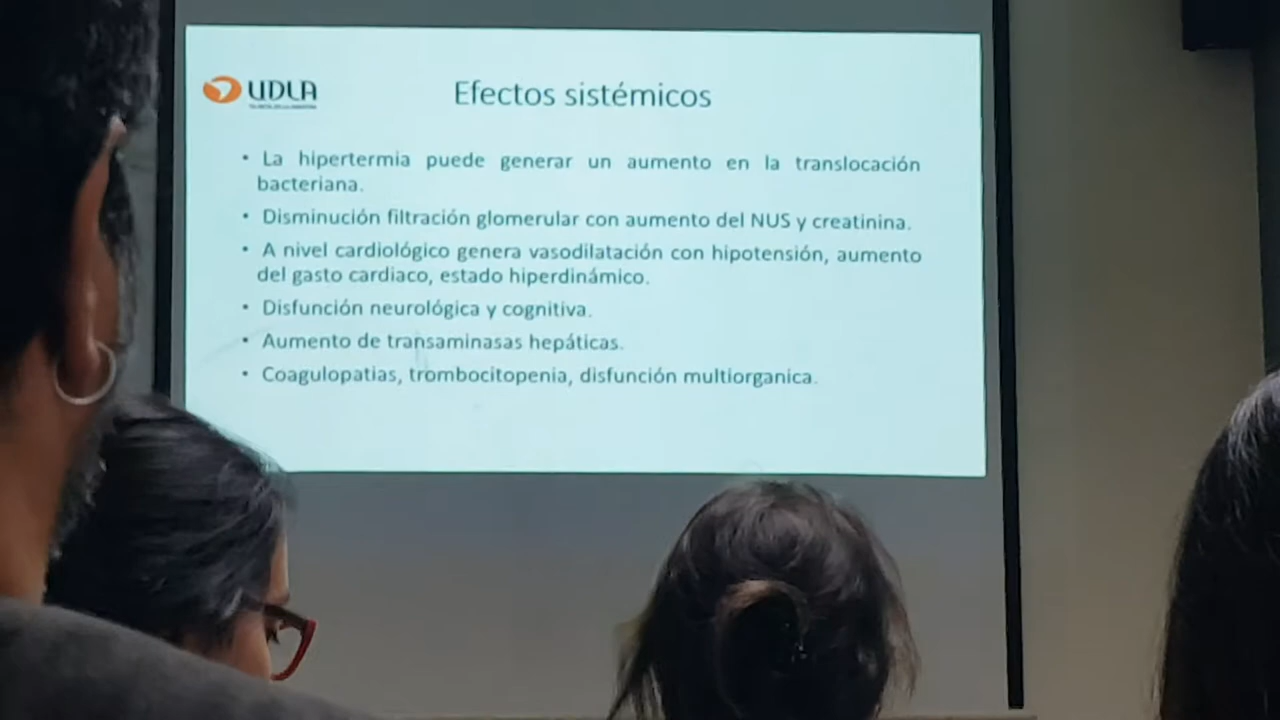 UDLA
Efectos sistémicos
• La hipertermia puede generar un aumento en la translocación
bacteriana.
• Disminución filtración glomerular con aumento del NUS y creatinina.
• A nivel cardiológico genera vasodilatación con hipotensión, aumento
del gasto cardiaco, estado hiperdinámico.
• Disfunción neurológica y cognitiva.
• Aumento de transaminasas hepáticas.
• Coagulopatias, trombocitopenia, disfunción multiorganica.